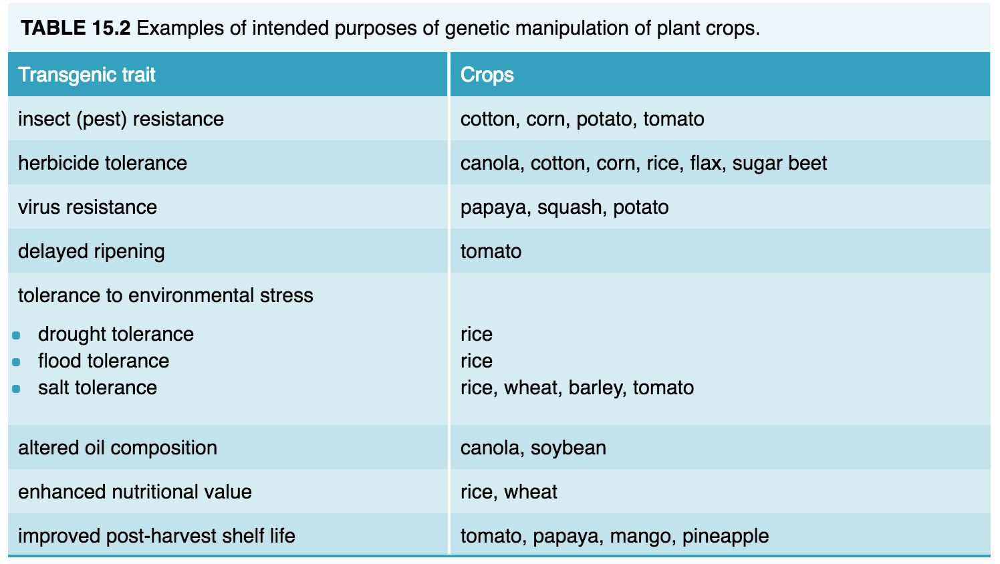 TABLE 15.2 Examples of intended purposes of genetic manipulation of plant crops.
Transgenic trait Crops
insect (pest) resistance cotton, corn, potato, tomato
herbicide tolerance canola, cotton, corn, rice, flax, sugar beet
virus resistance papaya, squash, potato
delayed ripening tomato
tolerance to environmental stress
drought tolerance rice
flood tolerance rice
salt tolerance rice, wheat, barley, tomato
altered oil composition canola, soybean
enhanced nutritional value rice, wheat
improved post-harvest shelf life tomato, papaya, mango, pineapple